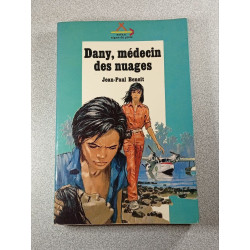 Dany, médecin
des nuages
Jean-Paul Benoit